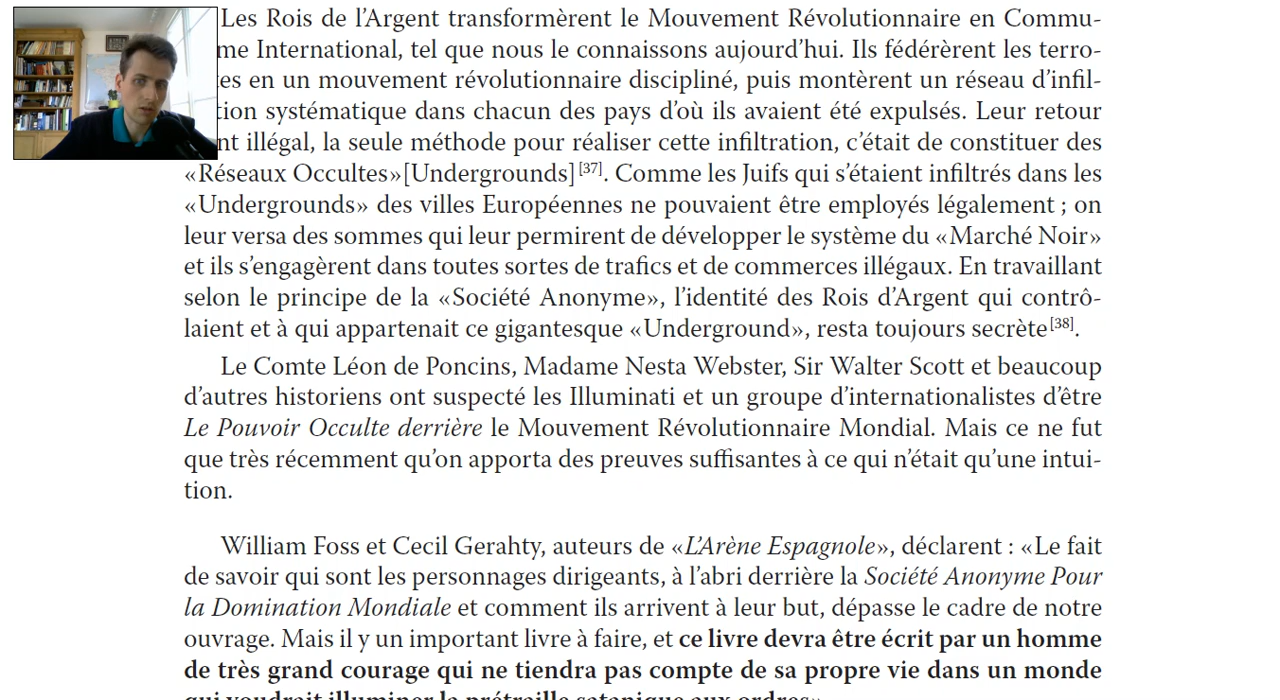 Les Rois de l’Argent transformèrent le Mouvement Révolutionnaire en Commu-
me International, tel que nous le connaissons aujourd’hui. Ils fédérèrent les terro-
es en un mouvement révolutionnaire discipliné, puis montèrent un réseau d’infil-
tion systématique dans chacun des pays d’où ils avaient été expulsés. Leur retour
nt illégal, la seule méthode pour réaliser cette infiltration, c’était de constituer des
«Réseaux Occultes»[Undergrounds][37]. Comme les Juifs qui s’étaient infiltrés dans les
«Undergrounds» des villes Européennes ne pouvaient être employés légalement ; on
leur versa des sommes qui leur permirent de développer le système du «Marché Noir»
et ils s’engagèrent dans toutes sortes de trafics et de commerces illégaux. En travaillant
selon le principe de la «Société Anonyme», l’identité des Rois d’Argent qui contrô-
laient et à qui appartenait ce gigantesque «Underground», resta toujours secrète[38].
Le Comte Léon de Poncins, Madame Nesta Webster, Sir Walter Scott et beaucoup
d’autres historiens ont suspecté les Illuminati et un groupe d’internationalistes d’être
Le Pouvoir Occulte derrière le Mouvement Révolutionnaire Mondial. Mais ce ne fut
que très récemment qu’on apporta des preuves suffisantes à ce qui n’était qu’une intui-
tion.
William Foss et Cecil Gerahty, auteurs de «L’Arène Espagnole», déclarent : «Le fait
de savoir qui sont les personnages dirigeants, à l’abri derrière la Société Anonyme Pour
la Domination Mondiale et comment ils arrivent à leur but, dépasse le cadre de notre
ouvrage. Mais il y un important livre à faire, et ce livre devra être écrit par un homme
de très grand courage qui ne tiendra pas compte de sa propre vie dans un monde
qui voudrait illuminer la prêtraille satanique aux ordres».